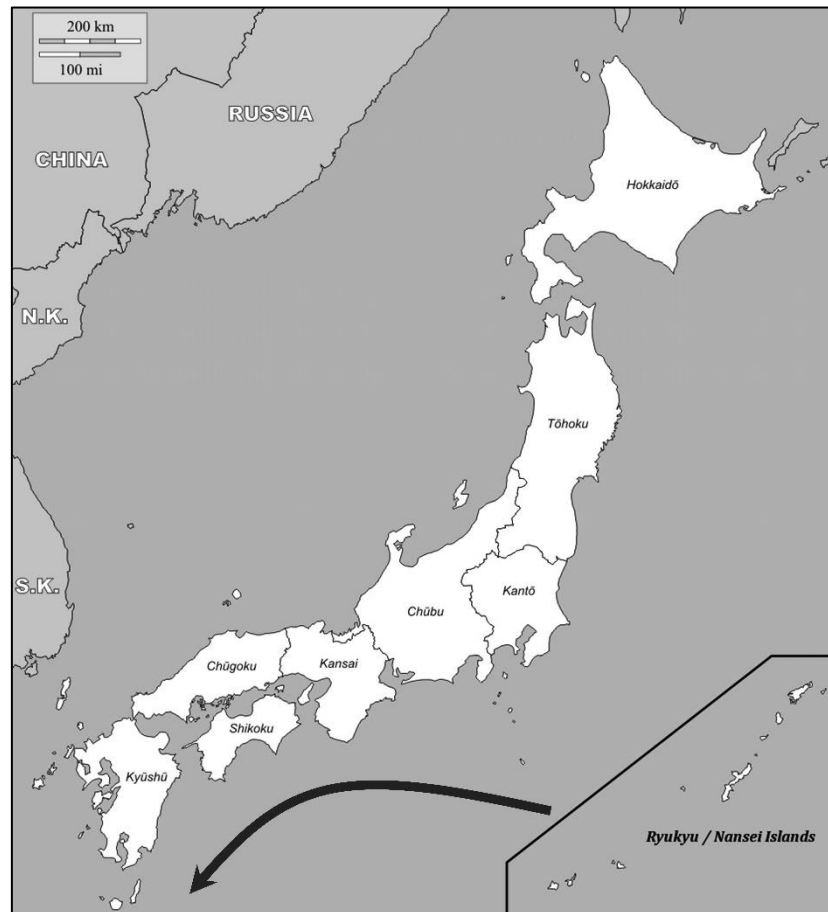 200 km
100 mi
RUSSIA
CHINA
Hokkaidō
N.K.
Tōhoku
S.K.
Kantō
Chūbu
Chūgoku
Kansai
Shikoku
Kyūshū
Ryukyu / Nansei Islands